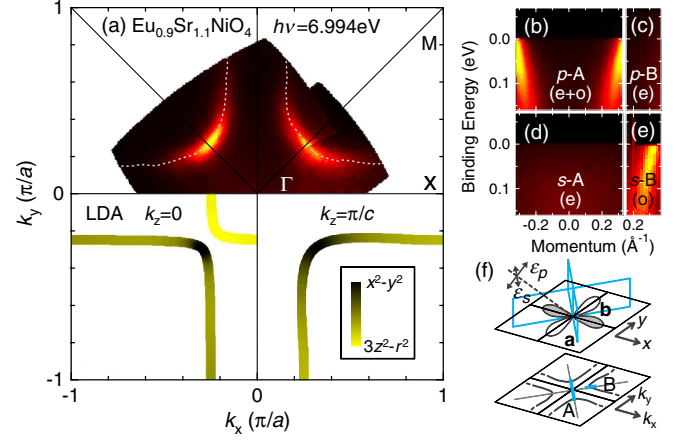 (a) Eu0.9Sr1.1NiO4 hν=6.994eV
M
Γ
X
LDA kz=0 kz=π/c
x²-y²
3z²-r²
1
0
-1
ky (π/a)
-1 0 1
kx (π/a)
(b) (c)
p-A p-B
(e+o) (e)
(d) (e)
s-A s-B
(e) (o)
0.0
0.1
0.0
0.1
Binding Energy (eV)
-0.2 0.0 0.2 0.2
Momentum (Å⁻¹)
(f)
εp
εs
b
a
y
x
B
A
ky
kx